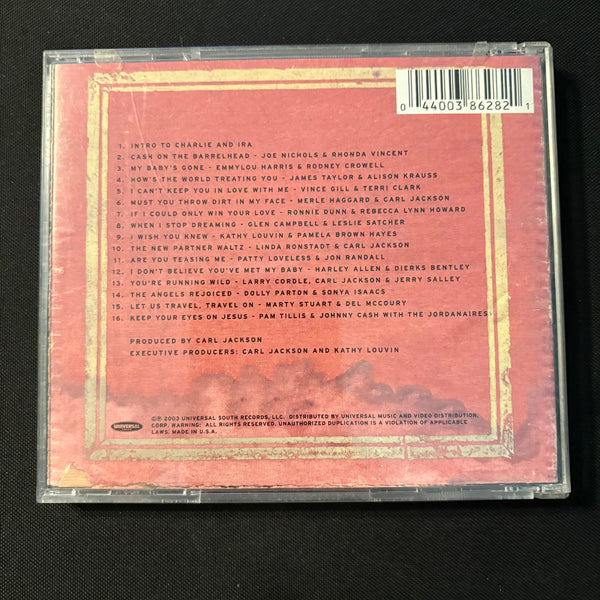 0 44003 86282 1
1. INTRO TO CHARLIE AND IRA
2. CASH ON THE BARRELHEAD - JOE NICHOLS & RHONDA VINCENT
3. MY BABY'S GONE - EMMYLOU HARRIS & RODNEY CROWELL
4. HOW'S THE WORLD TREATING YOU - JAMES TAYLOR & ALISON KRAUSS
5. I CAN'T KEEP YOU IN LOVE WITH ME - VINCE GILL & TERRI CLARK
6. MUST YOU THROW DIRT IN MY FACE - MERLE HAGGARD & CARL JACKSON
7. IF I COULD ONLY WIN YOUR LOVE - RONNIE DUNN & REBECCA LYNN HOWARD
8. WHEN I STOP DREAMING - GLEN CAMPBELL & LESLIE SATCHER
9. I WISH YOU KNEW - KATHY LOUVIN & PAMELA BROWN HAYES
10. THE NEW PARTNER WALTZ - LINDA RONSTADT & CARL JACKSON
11. ARE YOU TEASING ME - PATTY LOVELESS & JON RANDALL
12. I DON'T BELIEVE YOU'VE MET MY BABY - HARLEY ALLEN & DIERKS BENTLEY
13. YOU'RE RUNNING WILD - LARRY CORDLE, CARL JACKSON & JERRY SALLEY
14. THE ANGELS REJOICED - DOLLY PARTON & SONYA ISAACS
15. LET US TRAVEL, TRAVEL ON - MARTY STUART & DEL MCCOURY
16. KEEP YOUR EYES ON JESUS - PAM TILLIS & JOHNNY CASH WITH THE JORDANAIRES
PRODUCED BY CARL JACKSON
EXECUTIVE PRODUCERS: CARL JACKSON AND KATHY LOUVIN
UNIVERSAL
©℗ 2003 UNIVERSAL SOUTH RECORDS, LLC. DISTRIBUTED BY UNIVERSAL MUSIC AND VIDEO DISTRIBUTION,
CORP. WARNING: ALL RIGHTS RESERVED. UNAUTHORIZED DUPLICATION IS A VIOLATION OF APPLICABLE
LAWS. MADE IN U.S.A.